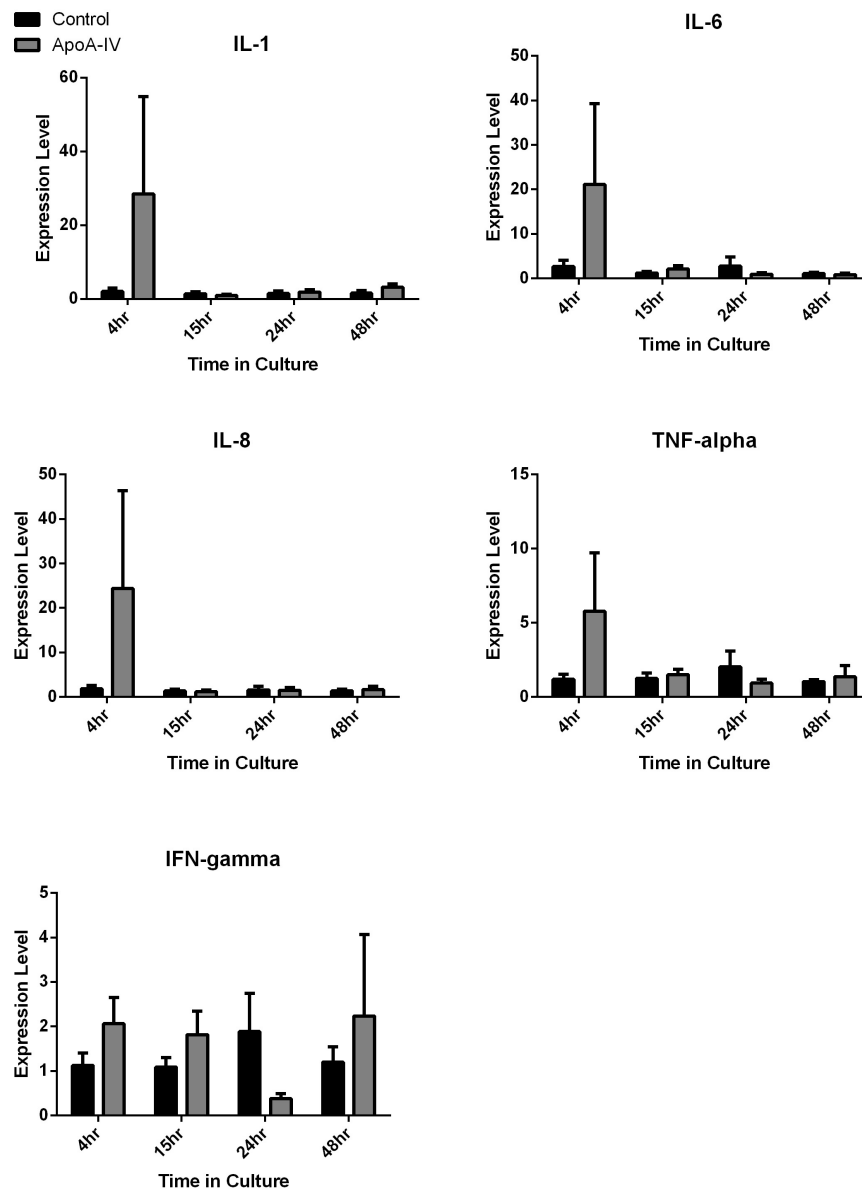 Control
ApoA-IV
IL-1
Expression Level
60
40
20
0
4hr
15hr
24hr
48hr
Time in Culture
IL-6
Expression Level
50
40
30
20
10
0
4hr
15hr
24hr
48hr
Time in Culture
IL-8
Expression Level
50
40
30
20
10
0
4hr
15hr
24hr
48hr
Time in Culture
TNF-alpha
Expression Level
15
10
5
0
4hr
15hr
24hr
48hr
Time in Culture
IFN-gamma
Expression Level
5
4
3
2
1
0
4hr
15hr
24hr
48hr
Time in Culture